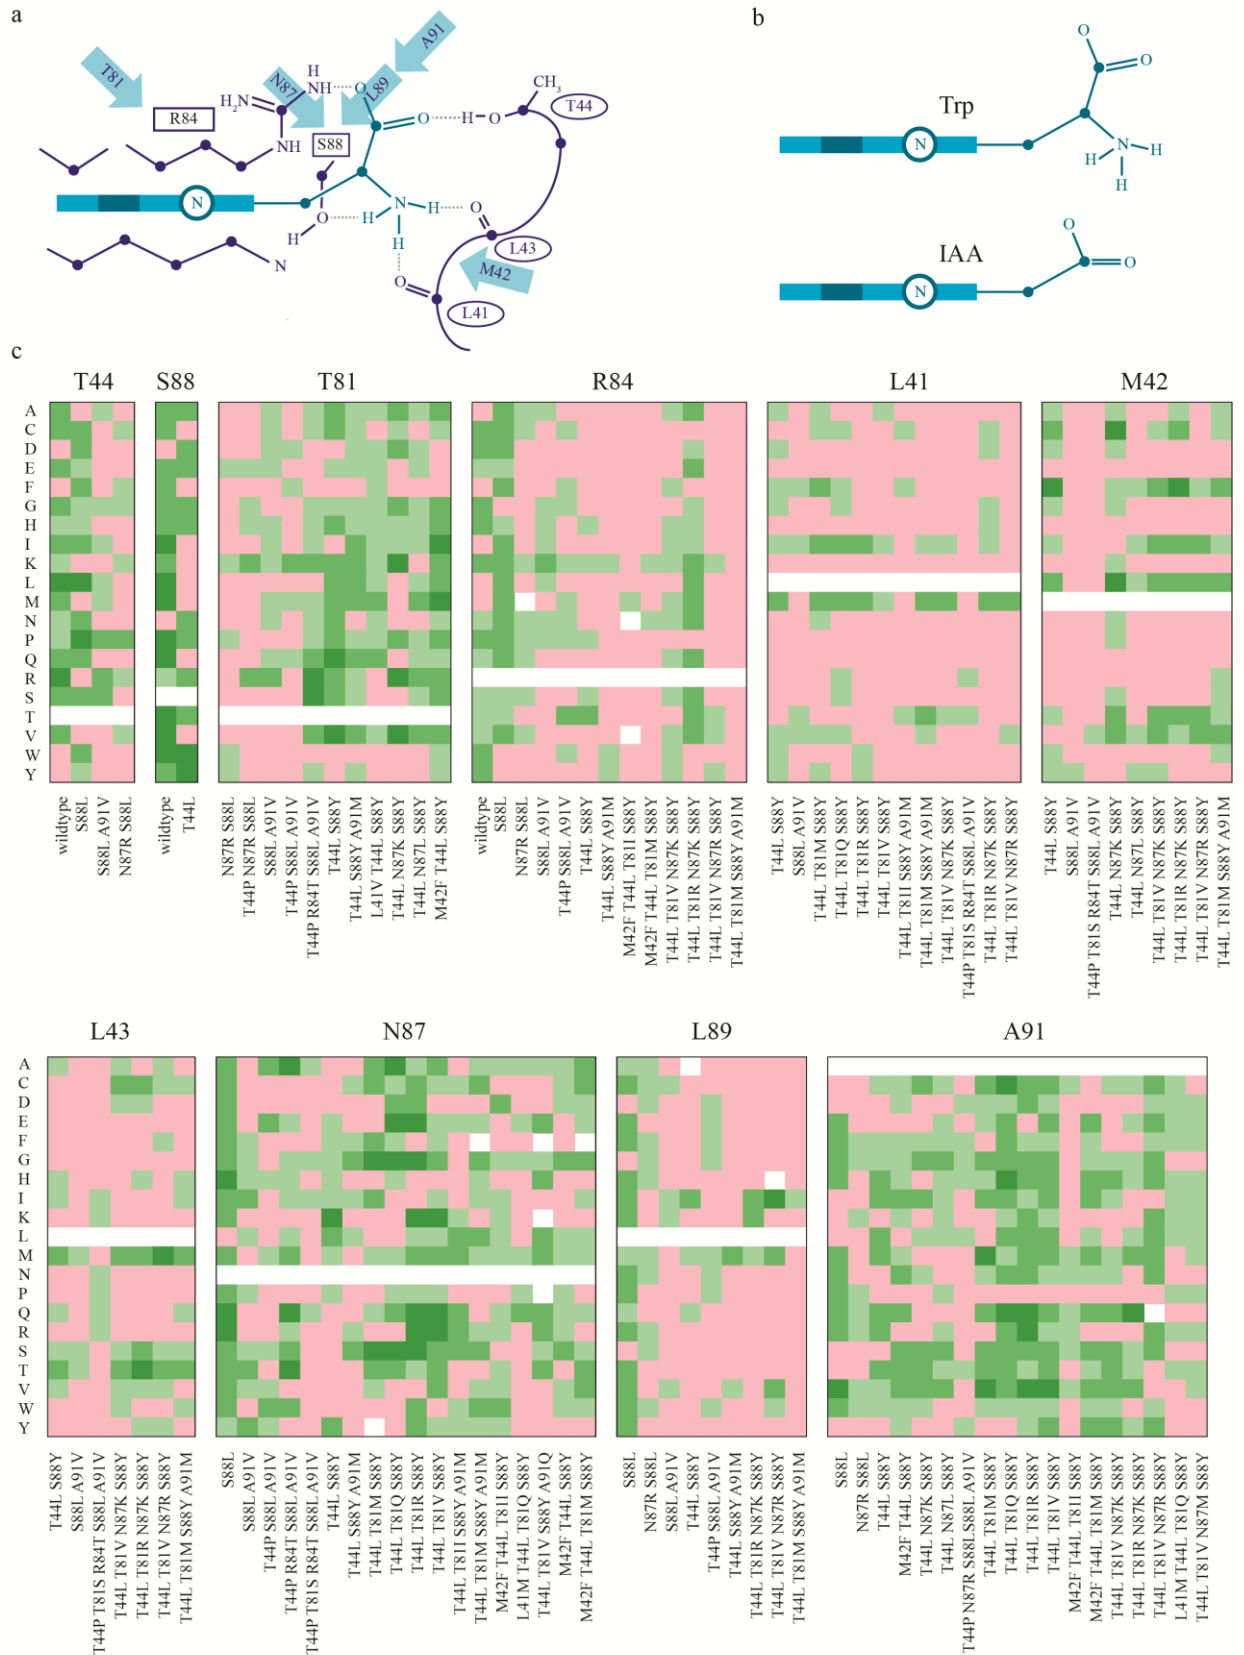 a
b
T81
R84
H₂N
H
NH
NH
N87
S88
L89
A91
O
O
H
O
CH₃
T44
N
H
N
H
O
L43
H
O
H
N
O
M42
L41
O
O
Trp
N
N
H
H
H
O
IAA
N
O
c
T44 S88 T81 R84 L41 M42
A
C
D
E
F
G
H
I
K
L
M
N
P
Q
R
S
T
V
W
Y
wildtype
S88L
S88L A91V
N87R S88L
wildtype
T44L
N87R S88L
T44P N87R S88L
S88L A91V
T44P S88L A91V
T44P R84T S88L A91V
T44L S88Y
T44L S88Y A91M
L41V T44L S88Y
T44L N87K S88Y
T44L N87L S88Y
M42F T44L S88Y
wildtype
S88L
N87R S88L
S88L A91V
T44P S88L A91V
T44L S88Y
T44L S88Y A91M
M42F T44L T81I S88Y
M42F T44L T81M S88Y
T44L T81V N87K S88Y
T44L T81R N87K S88Y
T44L T81V N87R S88Y
T44L T81M S88Y A91M
T44L S88Y
S88L A91V
T44L T81M S88Y
T44L T81Q S88Y
T44L T81R S88Y
T44L T81V S88Y
T44L T81I S88Y A91M
T44L T81M S88Y A91M
T44L T81V N87K S88Y
T44P T81S R84T S88L A91V
T44L T81R N87K S88Y
T44L T81V N87R S88Y
T44L S88Y
S88L A91V
T44P T81S R84T S88L A91V
T44L N87K S88Y
T44L N87L S88Y
T44L T81V N87K S88Y
T44L T81R N87K S88Y
T44L T81V N87R S88Y
T44L T81M S88Y A91M
L43 N87 L89 A91
A
C
D
E
F
G
H
I
K
L
M
N
P
Q
R
S
T
V
W
Y
T44L S88Y
S88L A91V
T44P T81S R84T S88L A91V
T44L T81V N87K S88Y
T44L T81R N87K S88Y
T44L T81V N87R S88Y
T44L T81M S88Y A91M
S88L
S88L A91V
T44P S88L A91V
T44P R84T S88L A91V
T44P T81S R84T S88L A91V
T44L S88Y
T44L S88Y A91M
T44L T81M S88Y
T44L T81Q S88Y
T44L T81R S88Y
T44L T81V S88Y
T44L T81I S88Y A91M
T44L T81M S88Y A91M
M42F T44L T81I S88Y
L41M T44L T81Q S88Y
T44L T81V S88Y A91Q
M42F T44L S88Y
M42F T44L T81M S88Y
S88L
N87R S88L
S88L A91V
T44L S88Y
T44P S88L A91V
T44L S88Y A91M
T44L T81R N87K S88Y
T44L T81V N87R S88Y
T44L T81M S88Y A91M
S88L
N87R S88L
T44L S88Y
M42F T44L S88Y
T44L N87K S88Y
T44L N87L S88Y
T44P N87R S88LS88L A91V
T44L T81M S88Y
T44L T81Q S88Y
T44L T81R S88Y
T44L T81V S88Y
M42F T44L T81I S88Y
M42F T44L T81M S88Y
T44L T81V N87K S88Y
T44L T81R N87K S88Y
T44L T81V N87R S88Y
L41M T44L T81Q S88Y
T44L T81V N87M S88Y